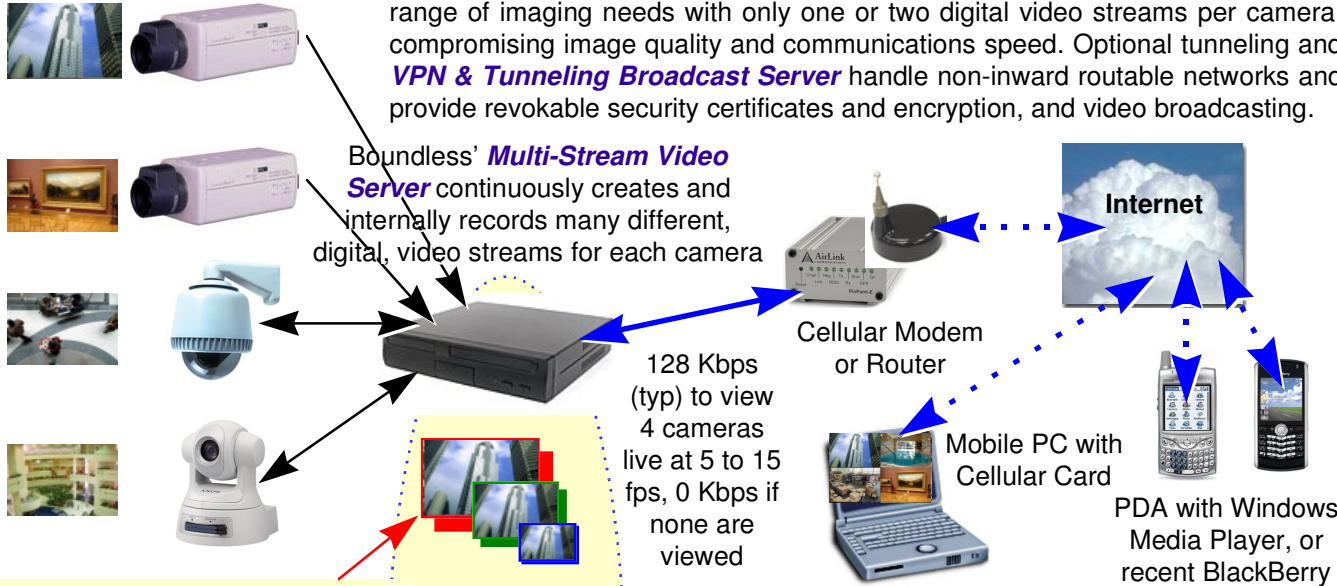 range of imaging needs with only one or two digital video streams per camera
compromising image quality and communications speed. Optional tunneling and
VPN & Tunneling Broadcast Server handle non-inward routable networks and
provide revokable security certificates and encryption, and video broadcasting.
Boundless' Multi-Stream Video
Server continuously creates and
internally records many different,
digital, video streams for each camera
Internet
AirLink
PinPoint-E
Cellular Modem
or Router
128 Kbps
(typ) to view
4 cameras
live at 5 to 15
fps, 0 Kbps if
none are
viewed
Mobile PC with
Cellular Card
PDA with Windows
Media Player, or
recent BlackBerry
SONY